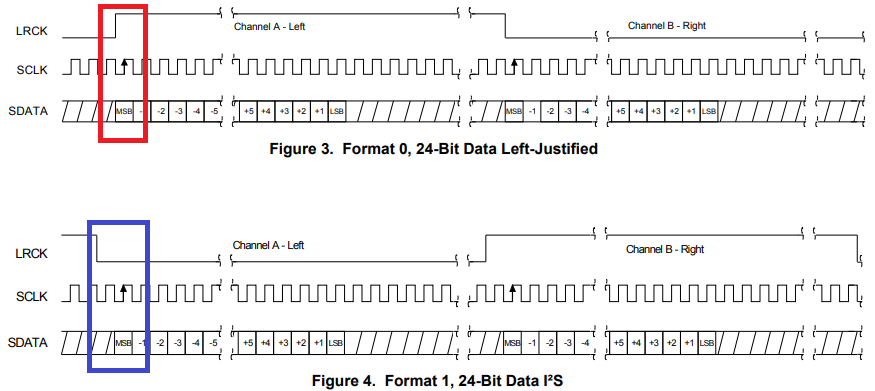 LRCK Channel A - Left Channel B - Right
SCLK
SDATA MSB -1 -2 -3 -4 -5 +5 +4 +3 +2 +1 LSB MSB -1 -2 -3 -4 +5 +4 +3 +2 +1 LSB
Figure 3. Format 0, 24-Bit Data Left-Justified
LRCK Channel A - Left Channel B - Right
SCLK
SDATA MSB -1 -2 -3 -4 -5 +5 +4 +3 +2 +1 LSB MSB -1 -2 -3 -4 +5 +4 +3 +2 +1 LSB
Figure 4. Format 1, 24-Bit Data I²S